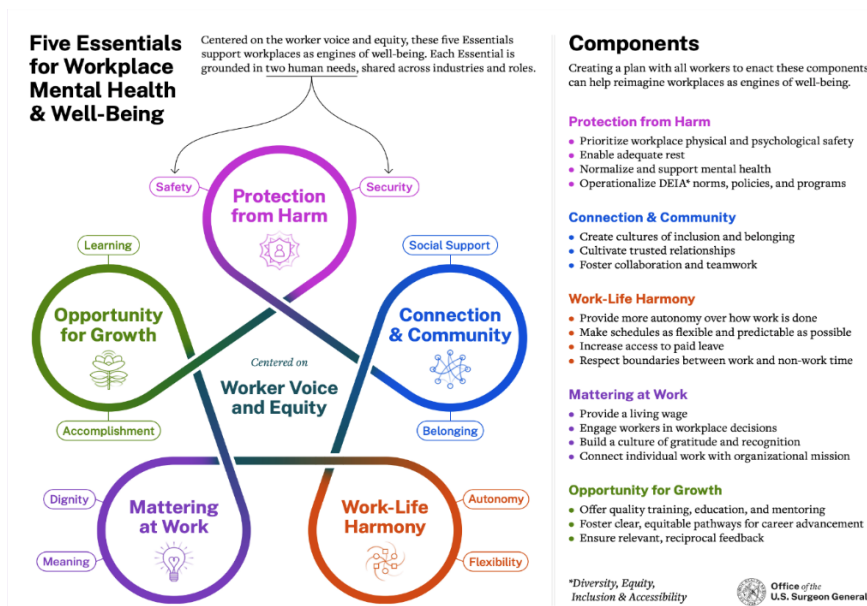 Five Essentials
for Workplace
Mental Health
& Well-Being
Centered on the worker voice and equity, these five Essentials
support workplaces as engines of well-being. Each Essential is
grounded in two human needs, shared across industries and roles.
Safety
Security
Protection
from Harm
Learning
Social Support
Opportunity
for Growth
Connection
& Community
Centered on
Worker Voice
and Equity
Accomplishment
Belonging
Dignity
Autonomy
Mattering
at Work
Work-Life
Harmony
Meaning
Flexibility
Components
Creating a plan with all workers to enact these components
can help reimagine workplaces as engines of well-being.
Protection from Harm
• Prioritize workplace physical and psychological safety
• Enable adequate rest
• Normalize and support mental health
• Operationalize DEIA* norms, policies, and programs
Connection & Community
• Create cultures of inclusion and belonging
• Cultivate trusted relationships
• Foster collaboration and teamwork
Work-Life Harmony
• Provide more autonomy over how work is done
• Make schedules as flexible and predictable as possible
• Increase access to paid leave
• Respect boundaries between work and non-work time
Mattering at Work
• Provide a living wage
• Engage workers in workplace decisions
• Build a culture of gratitude and recognition
• Connect individual work with organizational mission
Opportunity for Growth
• Offer quality training, education, and mentoring
• Foster clear, equitable pathways for career advancement
• Ensure relevant, reciprocal feedback
*Diversity, Equity,
Inclusion & Accessibility
Office of the
U.S. Surgeon General